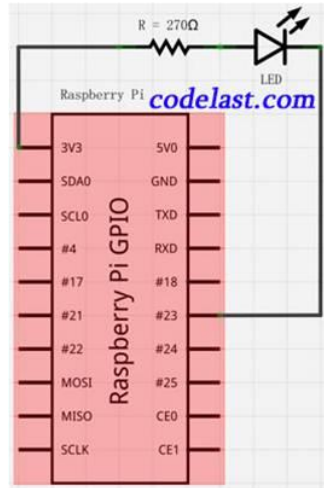 R = 270Ω
LED
Raspberry Pi
codelast.com
3V3 5V0
SDA0 GND
SCL0 TXD
#4 RXD
#17 #18
#21 #23
#22 #24
MOSI #25
MISO CE0
SCLK CE1
Raspberry Pi GPIO